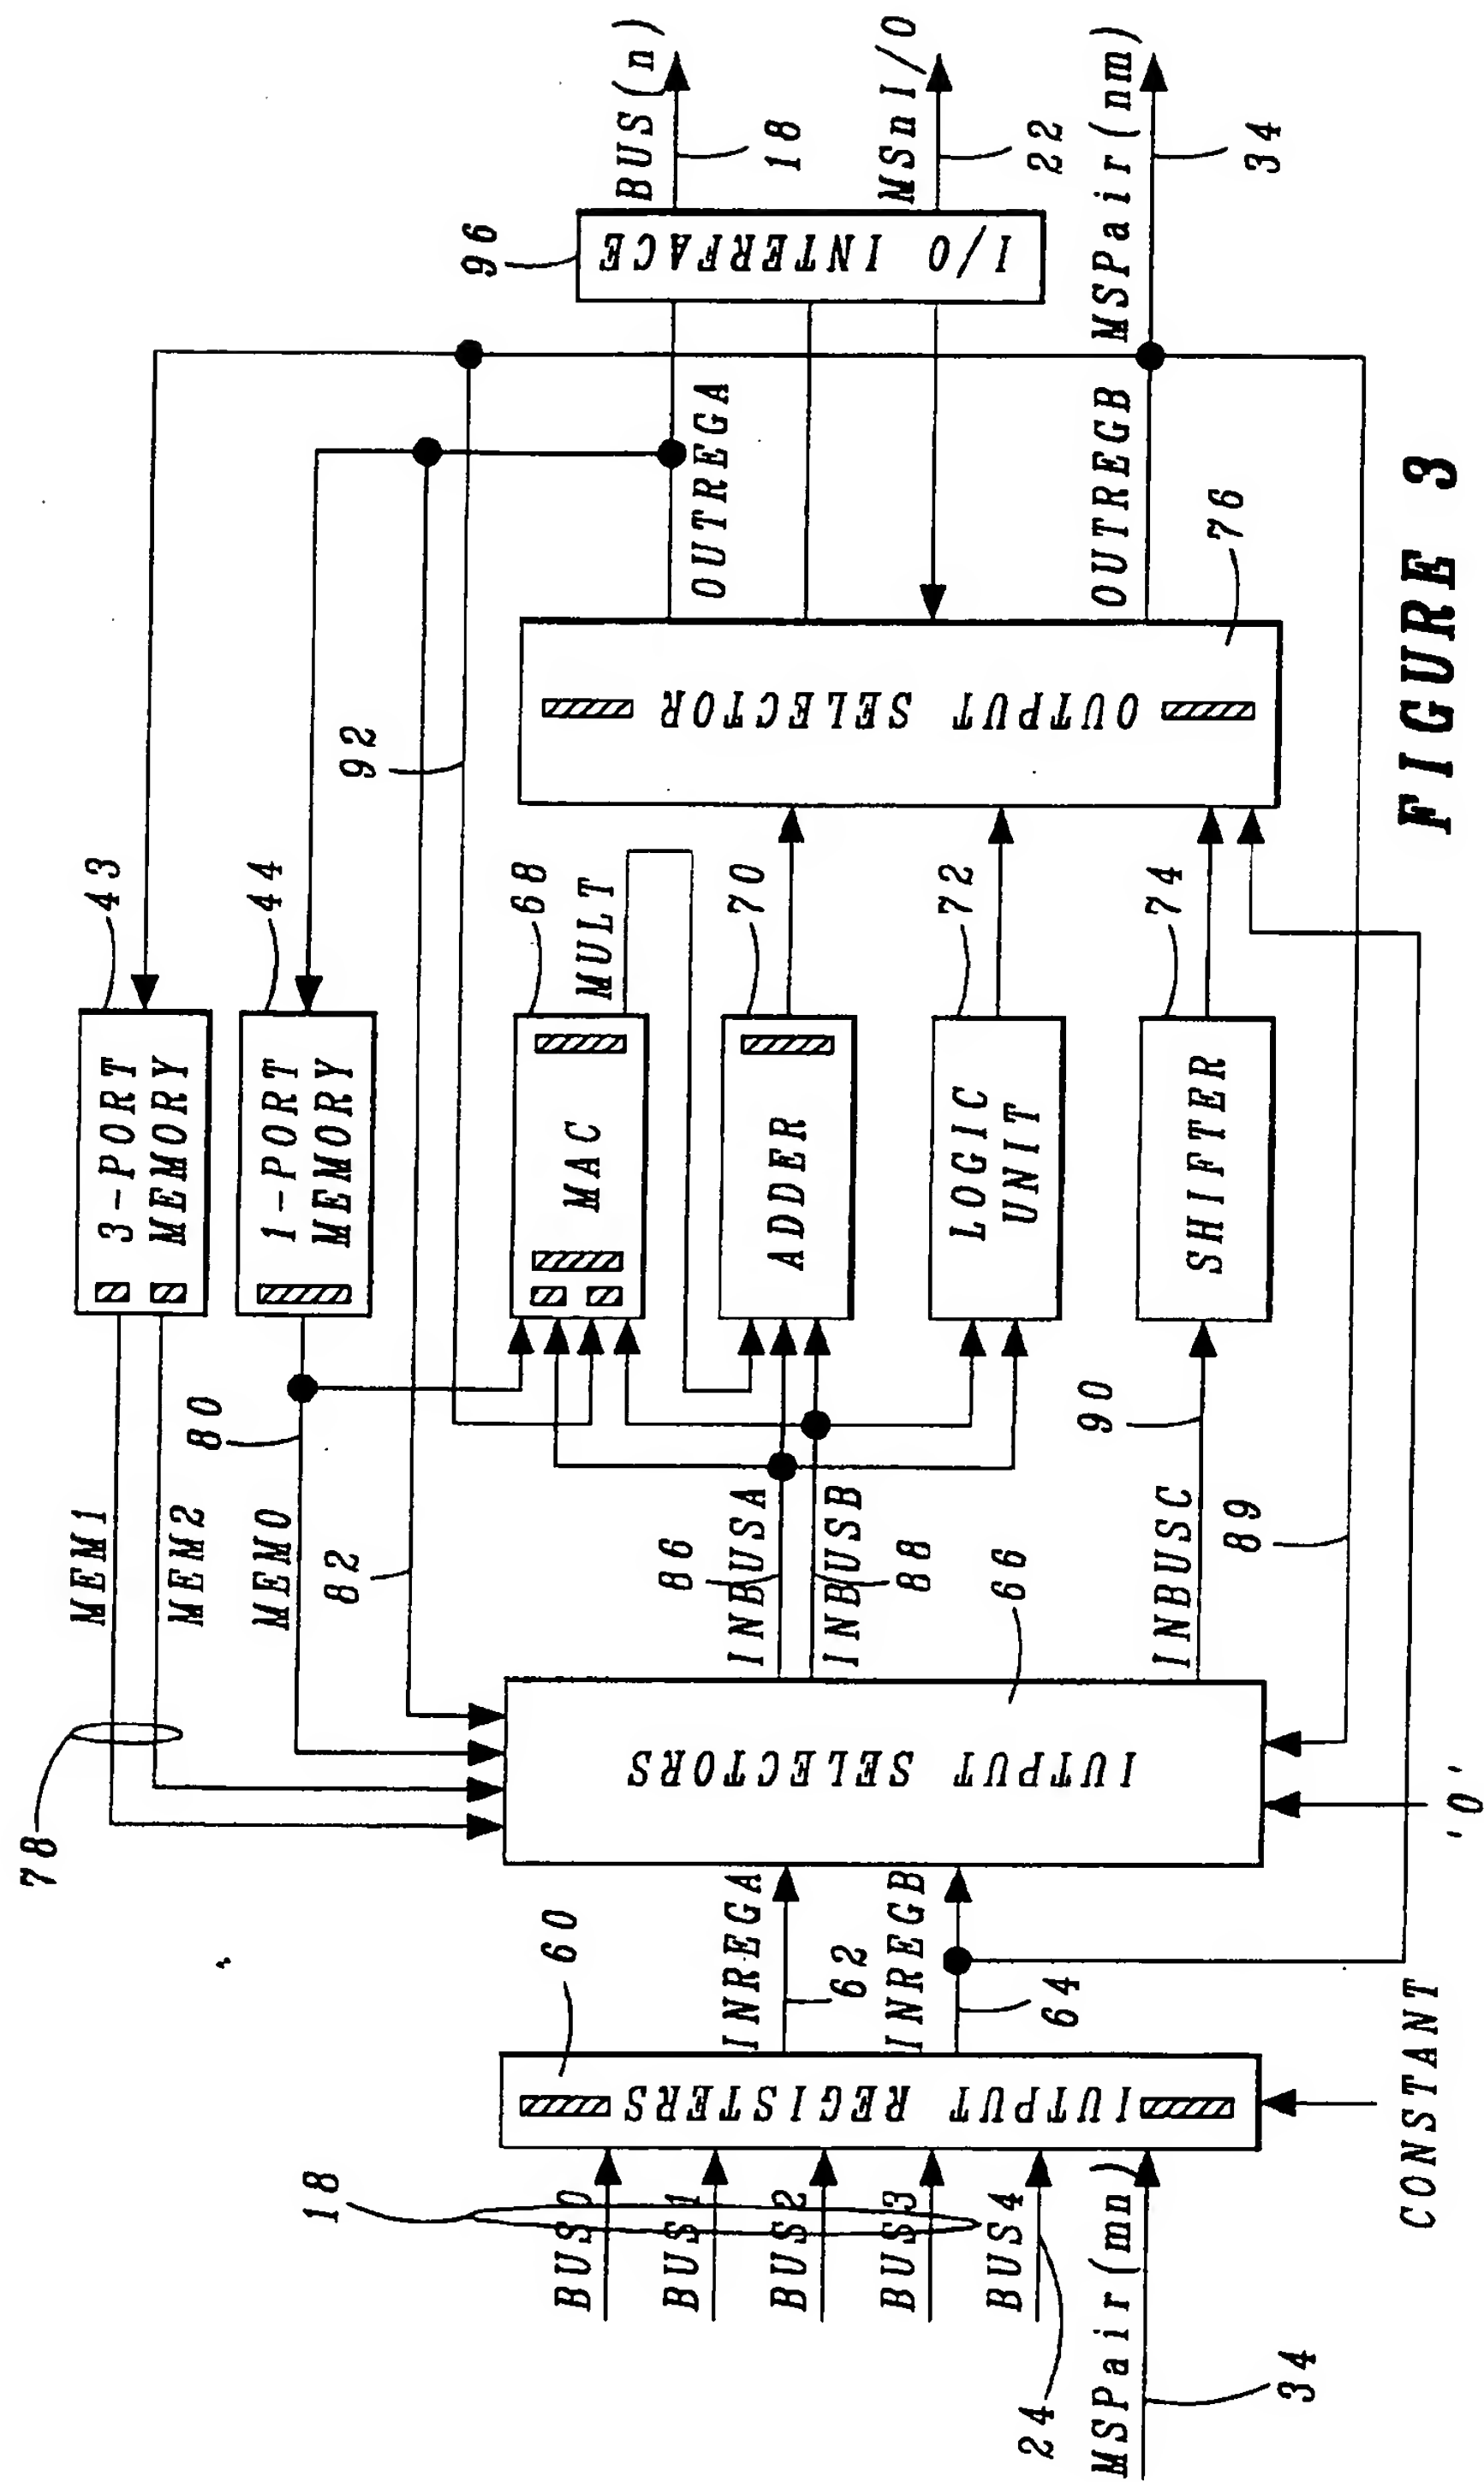 78
MEM1
MEM2
43
3-PORT
MEMORY
80
MEM0
44
1-PORT
MEMORY
82
92
68
MAC
MULT
18
BUS0
BUS1
BUS2
BUS3
BUS4
24
MSPair(mn)
34
60
IUTPUT REGISTERS
CONSTANT
INREGA
62
INREGB
64
IUTPUT SELECTORS
66
'0'
86
INBUSA
INBUSB
88
INBUSC
90
89
70
ADDER
72
LOGIC
UNIT
74
SHIFTER
OUTPUT SELECTOR
76
OUTREGA
OUTREGB
96
I/O INTERFACE
BUS(n)
18
MSnI/O
22
MSPair(nm)
34
FIGURE 3